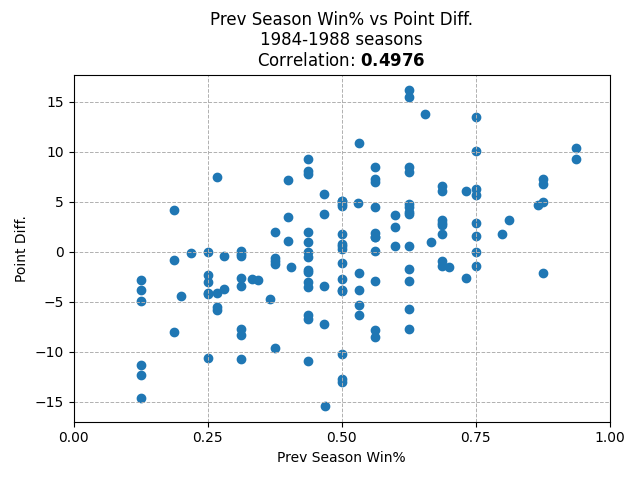 Prev Season Win% vs Point Diff.
1984-1988 seasons
Correlation: 0.4976
Point Diff.
15
10
5
0
−5
−10
−15
0.00 0.25 0.50 0.75 1.00
Prev Season Win%